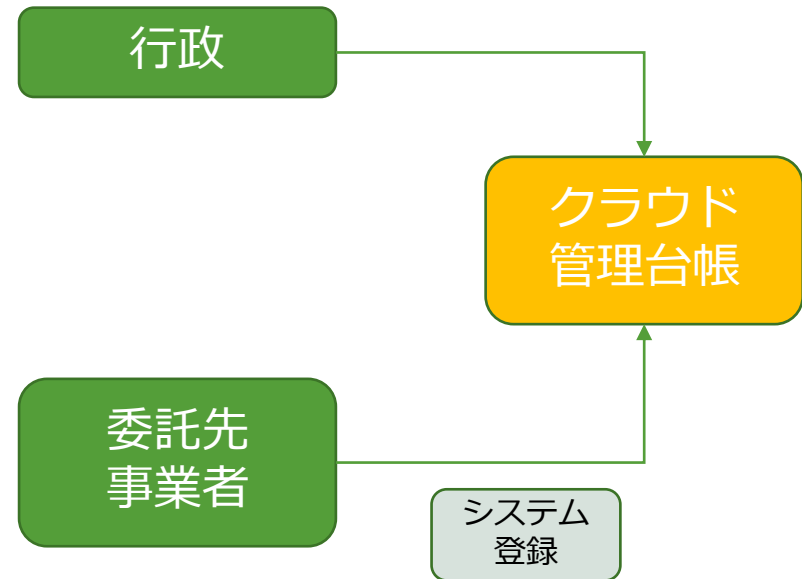 行政
クラウド
管理台帳
委託先
事業者
システム
登録